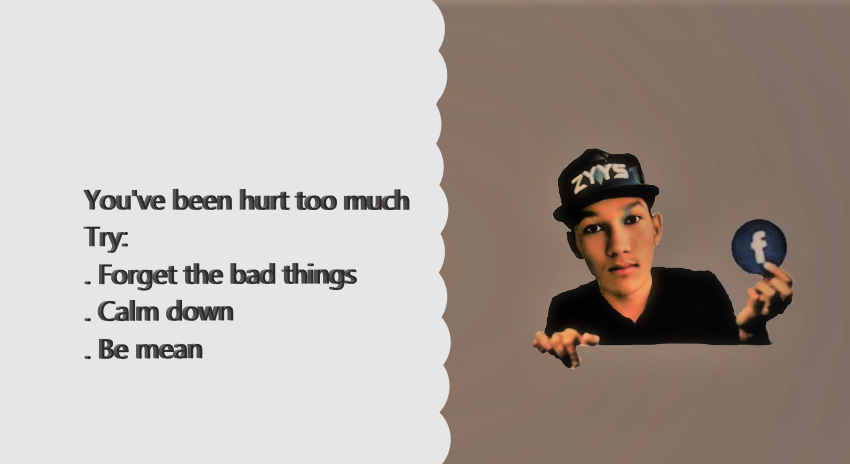 You've been hurt too much
Try:
. Forget the bad things
. Calm down
. Be mean
ZYYS
f